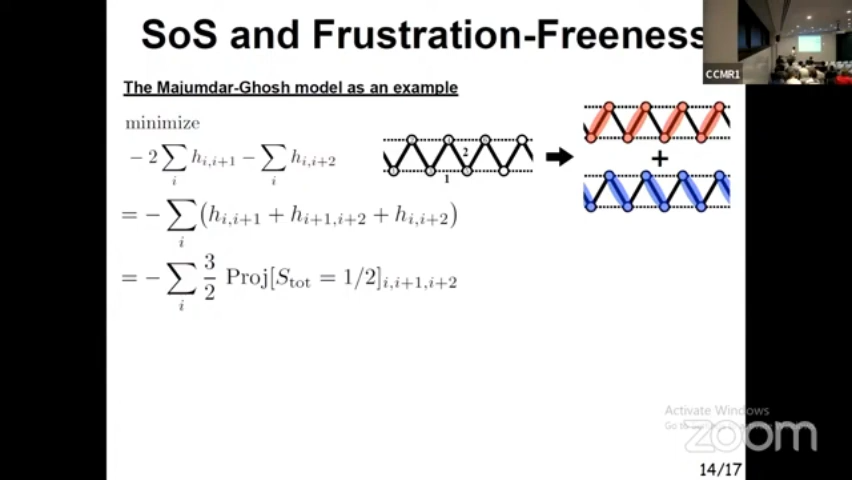 SoS and Frustration-Freeness
CCMR1
The Majumdar-Ghosh model as an example
minimize
− 2 ∑_i h_{i,i+1} − ∑_i h_{i,i+2}
= − ∑_i (h_{i,i+1} + h_{i+1,i+2} + h_{i,i+2})
= − ∑_i 3/2 Proj[S_tot = 1/2]_{i,i+1,i+2}
2
1
+
Activate Windows
zoom
14/17